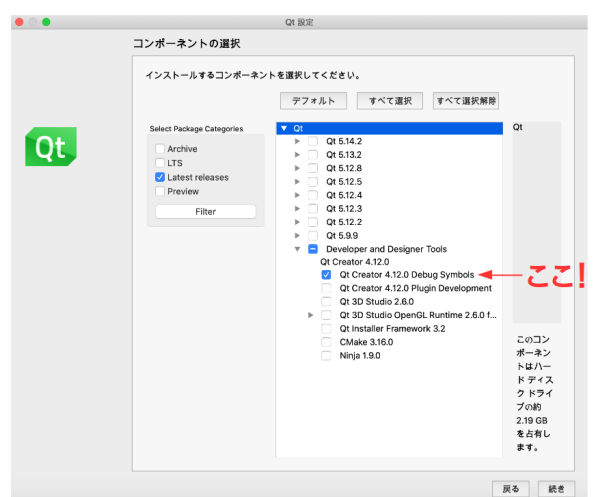 Qt 設定
コンポーネントの選択
インストールするコンポーネントを選択してください。
デフォルト すべて選択 すべて選択解除
Qt
Select Package Categories
Archive
LTS
Latest releases
Preview
Filter
Qt
Qt 5.14.2
Qt 5.13.2
Qt 5.12.8
Qt 5.12.5
Qt 5.12.4
Qt 5.12.3
Qt 5.12.2
Qt 5.9.9
Developer and Designer Tools
Qt Creator 4.12.0
Qt Creator 4.12.0 Debug Symbols
Qt Creator 4.12.0 Plugin Development
Qt 3D Studio 2.6.0
Qt 3D Studio OpenGL Runtime 2.6.0 f...
Qt Installer Framework 3.2
CMake 3.16.0
Ninja 1.9.0
ここ!
Qt
このコン
ポーネン
トはハー
ド ディス
ク ドライ
ブの約
2.19 GB
を占有し
ます。
戻る 続き